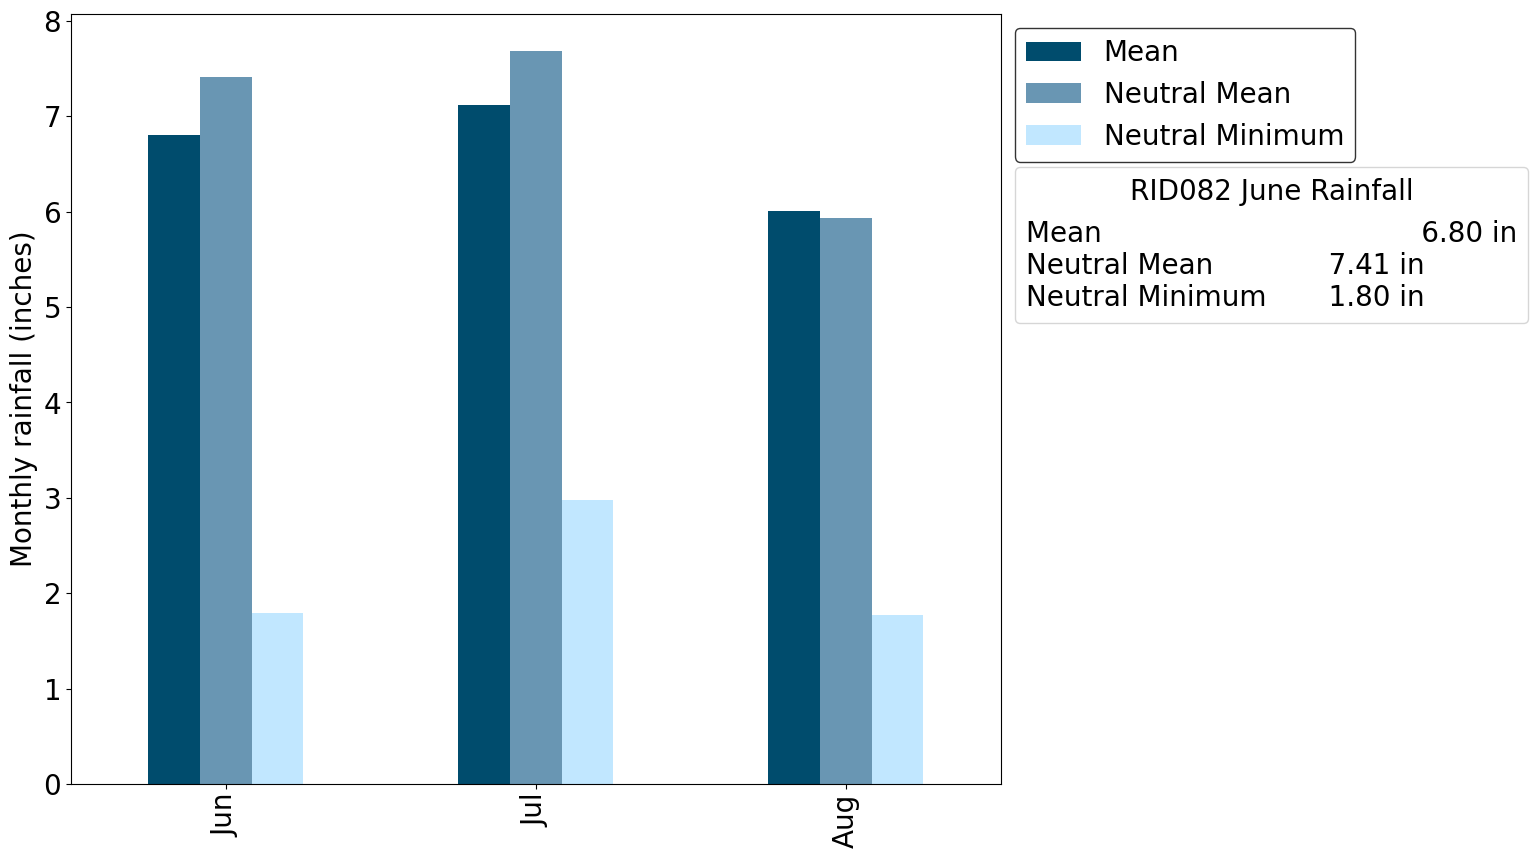 8
7
6
5
4
3
2
1
0
Monthly rainfall (inches)
Jun
Jul
Aug
Mean
Neutral Mean
Neutral Minimum
RID082 June Rainfall
Mean 6.80 in
Neutral Mean 7.41 in
Neutral Minimum 1.80 in